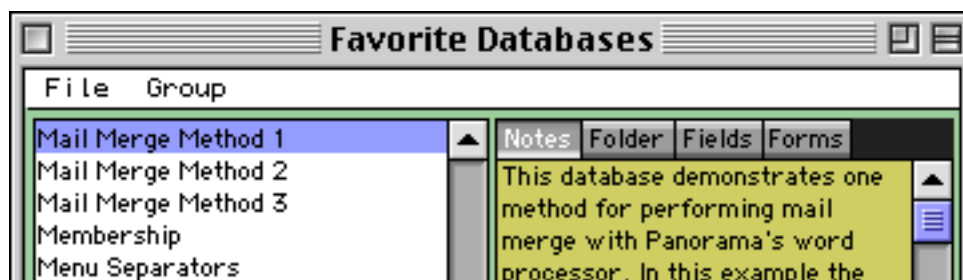 Favorite Databases
File Group
Mail Merge Method 1
Mail Merge Method 2
Mail Merge Method 3
Membership
Menu Separators
Notes Folder Fields Forms
This database demonstrates one
method for performing mail
merge with Panorama's word
processor. In this example the